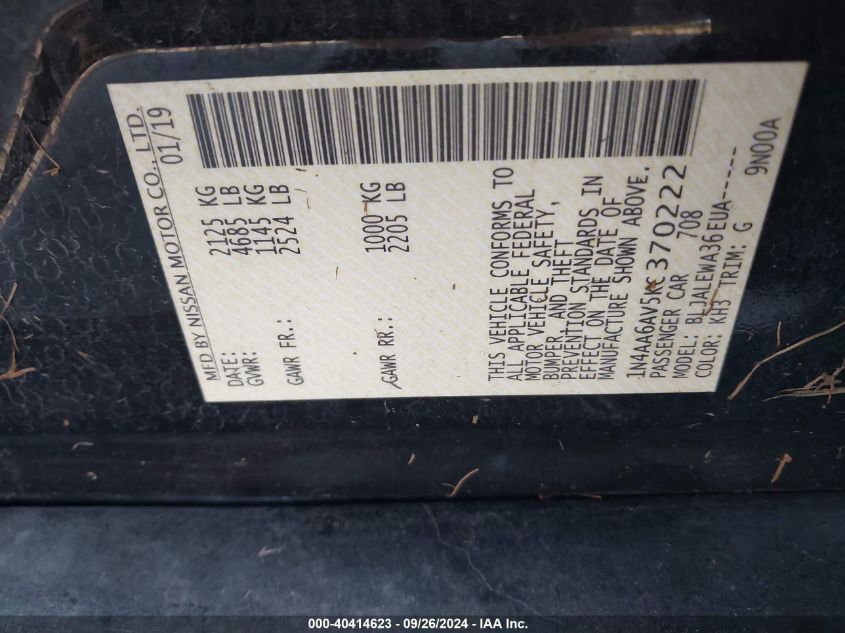 MFD BY NISSAN MOTOR CO., LTD.
DATE: 01/19
GVWR: 2125 KG
4685 LB
GAWR FR.: 1145 KG
2524 LB
GAWR RR.: 1000 KG
2205 LB
THIS VEHICLE CONFORMS TO
ALL APPLICABLE FEDERAL
MOTOR VEHICLE SAFETY,
BUMPER, AND THEFT
PREVENTION STANDARDS IN
EFFECT ON THE DATE OF
MANUFACTURE SHOWN ABOVE.
1N4AA6AV5KC370222
PASSENGER CAR 708
MODEL: BLJALEWA36EUA------
COLOR: KH3 TRIM: G 9N00A
000-40414623 - 09/26/2024 - IAA Inc.